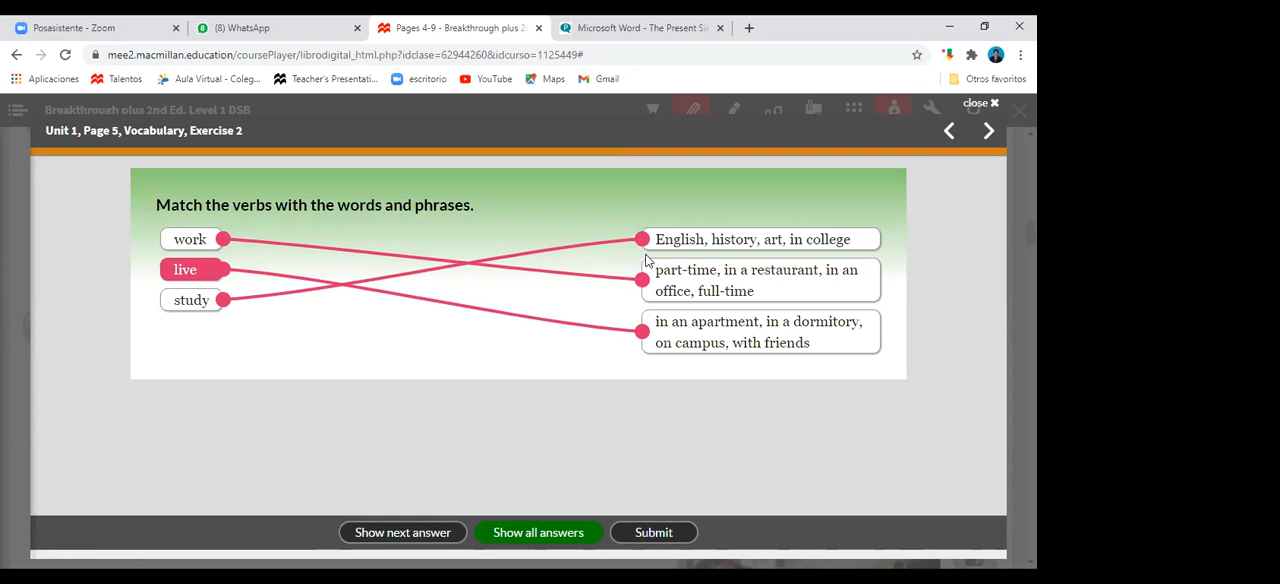 Posasistente - Zoom
(8) WhatsApp
Pages 4-9 - Breakthrough plus 2
Microsoft Word - The Present Si
mee2.macmillan.education/coursePlayer/librodigital_html.php?idclase=62944260&idcurso=1125449#
Aplicaciones
Talentos
Aula Virtual - Coleg...
Teacher's Presentati...
escritorio
YouTube
Maps
Gmail
Otros favoritos
Breakthrough plus 2nd Ed. Level 1 DSB
close
Unit 1, Page 5, Vocabulary, Exercise 2
Match the verbs with the words and phrases.
work
live
study
English, history, art, in college
part-time, in a restaurant, in an
office, full-time
in an apartment, in a dormitory,
on campus, with friends
Show next answer
Show all answers
Submit